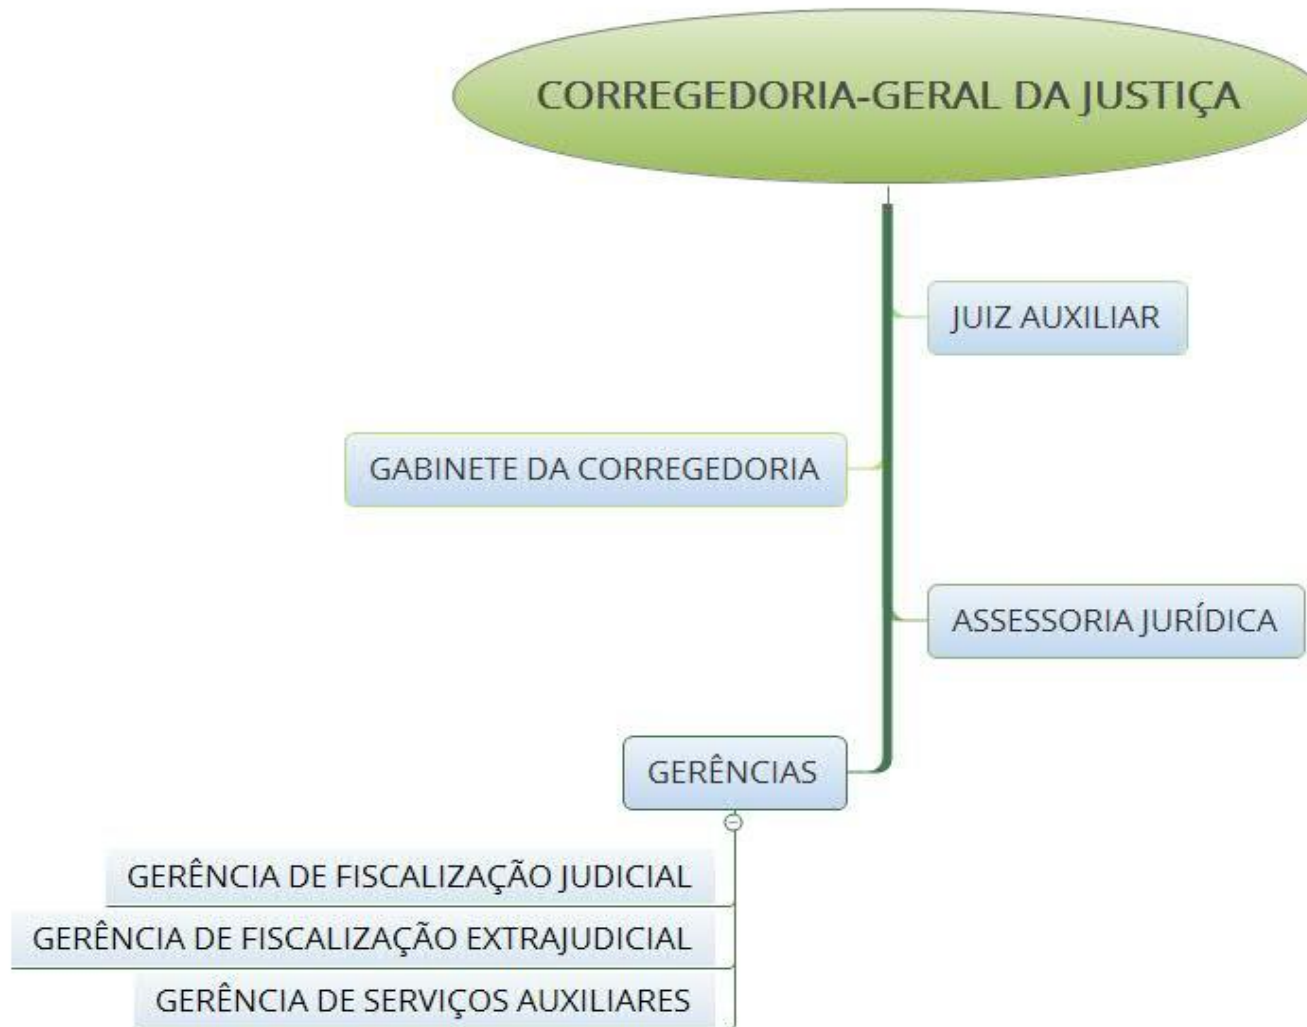 CORREGEDORIA-GERAL DA JUSTIÇA
JUIZ AUXILIAR
GABINETE DA CORREGEDORIA
ASSESSORIA JURÍDICA
GERÊNCIAS
GERÊNCIA DE FISCALIZAÇÃO JUDICIAL
GERÊNCIA DE FISCALIZAÇÃO EXTRAJUDICIAL
GERÊNCIA DE SERVIÇOS AUXILIARES